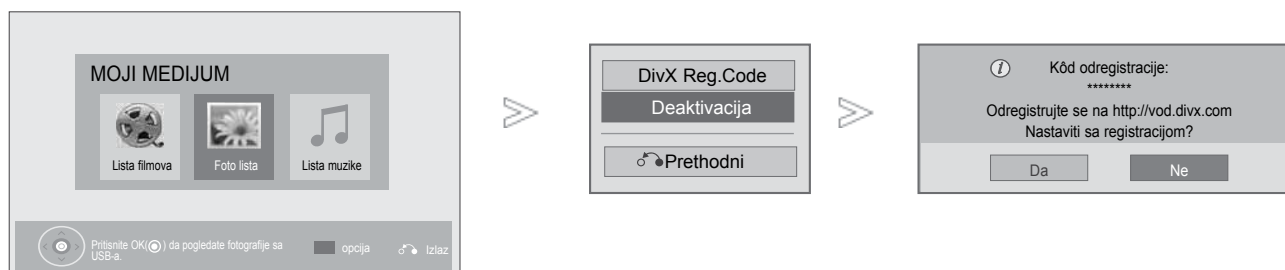 MOJI MEDIJUM
Lista filmova
Foto lista
Lista muzike
Pritisnite OK(◉) da pogledate fotografije sa
USB-a.
opcija
Izlaz
DivX Reg.Code
Deaktivacija
Prethodni
Kôd odregistracije:
********
Odregistrujte se na http://vod.divx.com
Nastaviti sa registracijom?
Da
Ne